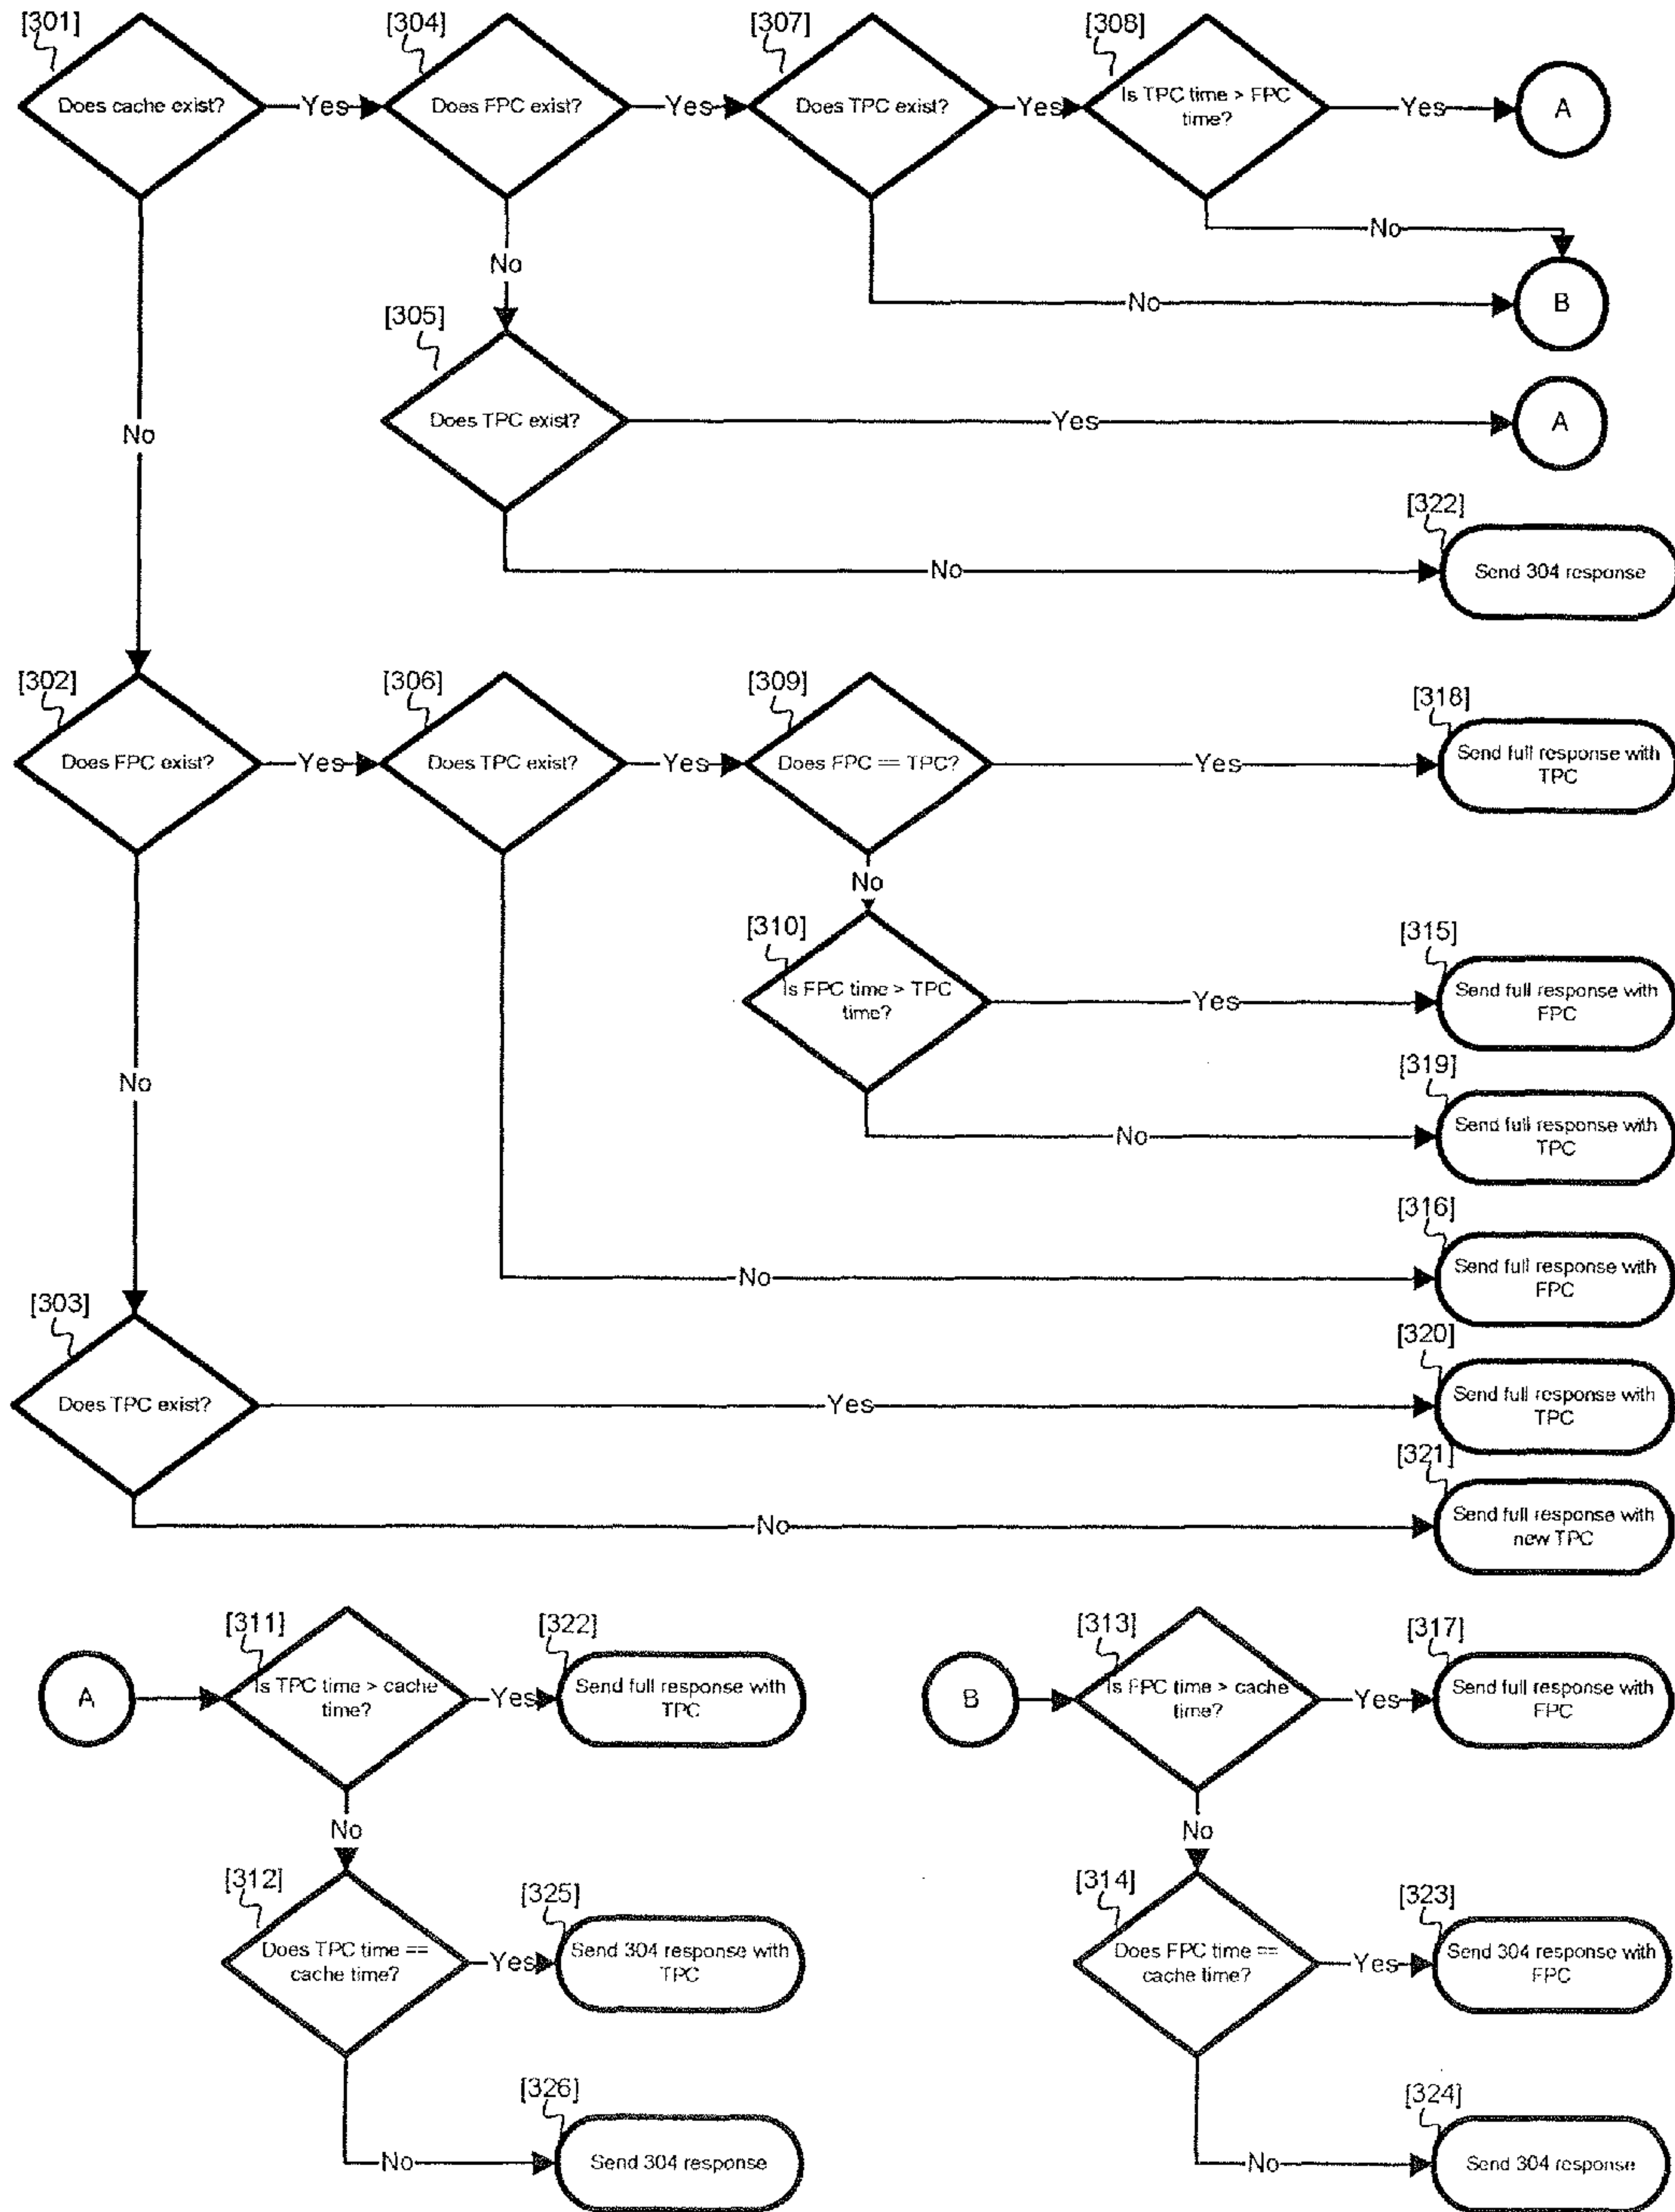 [301]
[304]
[307]
[308]
Does cache exist?
Yes
Does FPC exist?
Yes
Does TPC exist?
Yes
Is TPC time > FPC
time?
Yes
A
No
No
No
B
[305]
Does TPC exist?
Yes
A
No
[322]
No
Send 304 response
[302]
[306]
[309]
[318]
Does FPC exist?
Yes
Does TPC exist?
Yes
Does FPC == TPC?
Yes
Send full response with
TPC
No
[310]
[315]
Is FPC time > TPC
time?
Yes
Send full response with
FPC
No
[319]
No
Send full response with
TPC
[316]
No
Send full response with
FPC
[303]
[320]
Does TPC exist?
Yes
Send full response with
TPC
[321]
No
Send full response with
new TPC
[311]
[322]
[313]
[317]
A
Is TPC time > cache
time?
Yes
Send full response with
TPC
B
Is FPC time > cache
time?
Yes
Send full response with
FPC
No
No
[312]
[325]
[314]
[323]
Does TPC time ==
cache time?
Yes
Send 304 response with
TPC
Does FPC time ==
cache time?
Yes
Send 304 response with
FPC
[326]
[324]
No
Send 304 response
No
Send 304 response